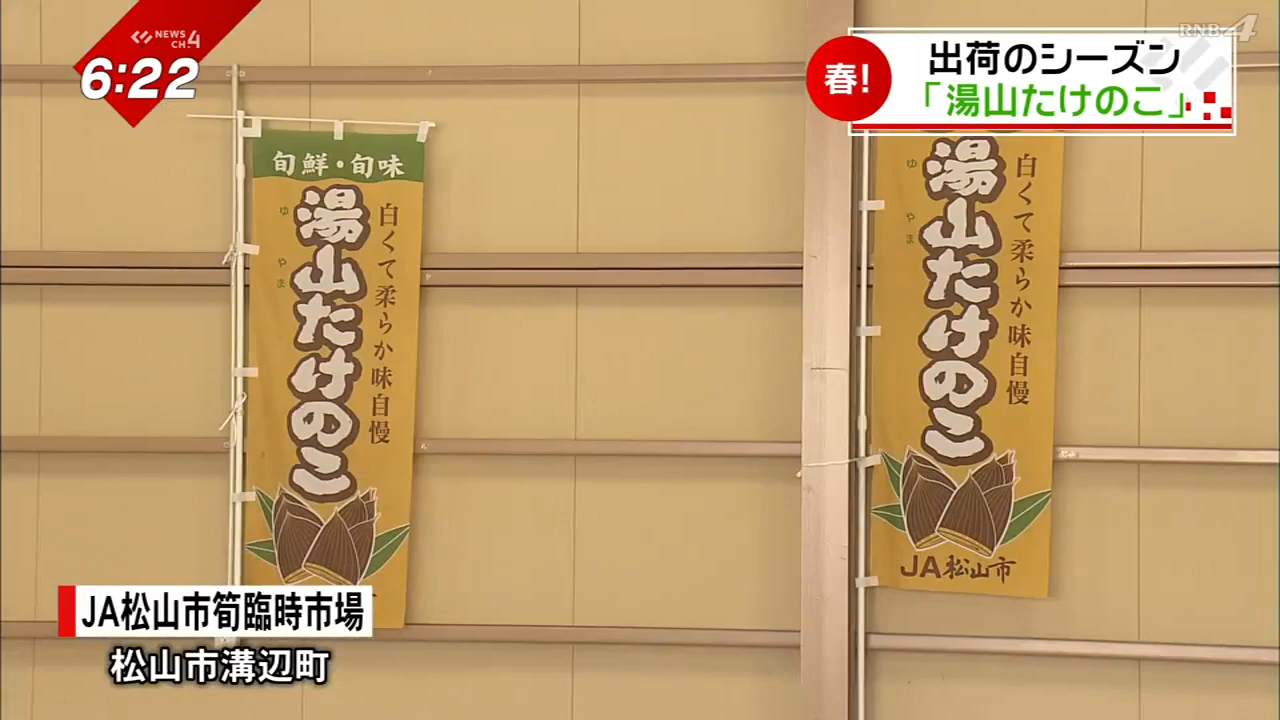 NEWS
CH.4
6:22
RNB 4
春!
出荷のシーズン
「湯山たけのこ」
旬鮮・旬味
白くて柔らか味自慢
湯山たけのこ
ゆ
やま
白くて柔らか味自慢
湯山たけのこ
ゆ
やま
JA松山市
JA松山市筍臨時市場
松山市溝辺町